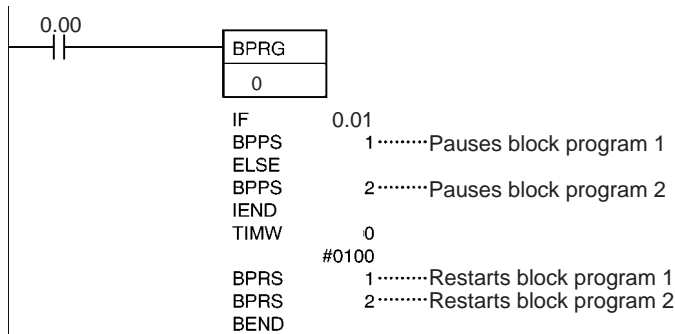 0.00
BPRG
0
IF 0.01
BPPS 1·········Pauses block program 1
ELSE
BPPS 2·········Pauses block program 2
IEND
TIMW 0
#0100
BPRS 1·········Restarts block program 1
BPRS 2·········Restarts block program 2
BEND